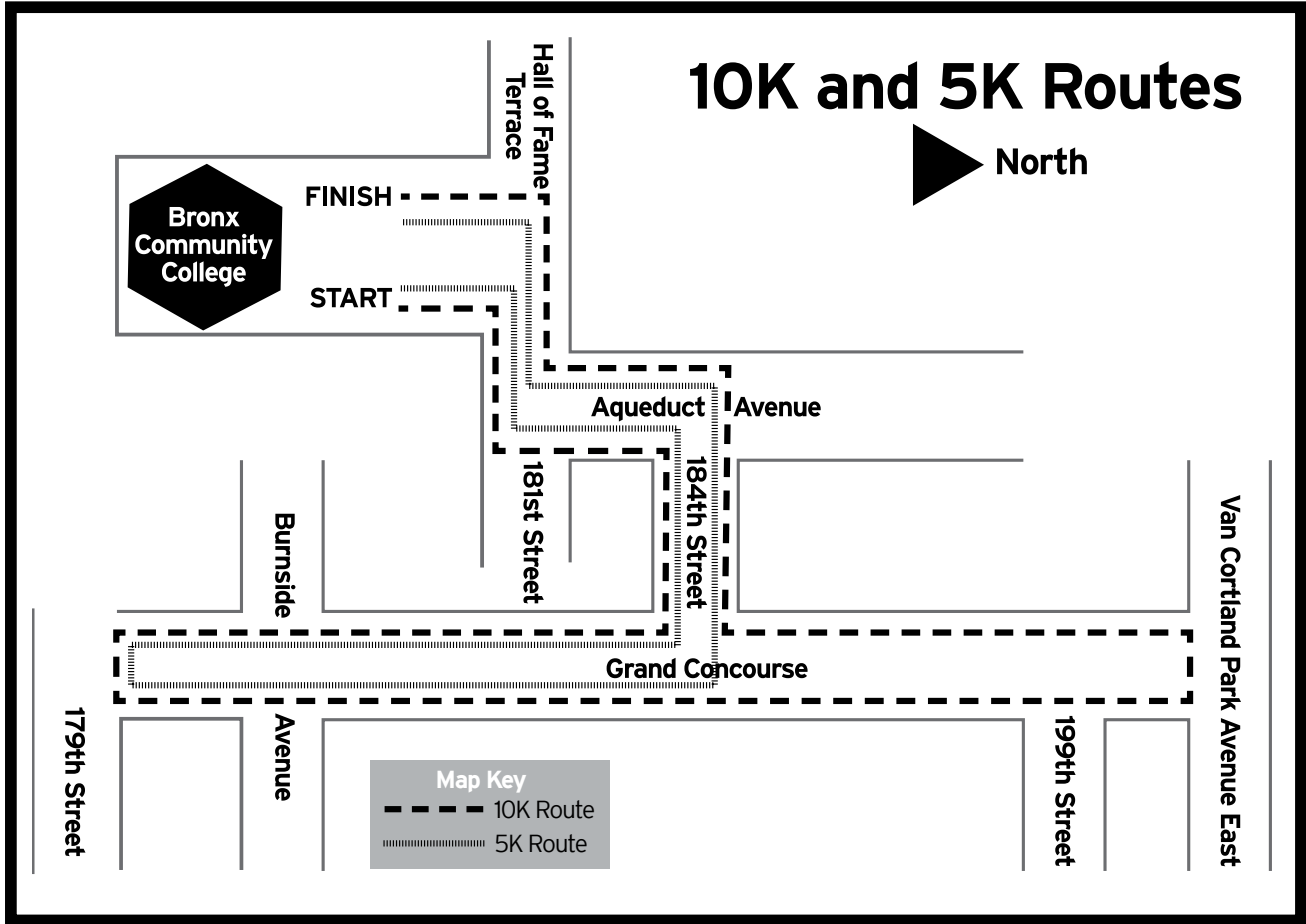 10K and 5K Routes
North
Hall of Fame
Terrace
FINISH
Bronx
Community
College
START
Aqueduct Avenue
181st Street
184th Street
Burnside
Avenue
Grand Concourse
Van Cortland Park Avenue East
179th Street
199th Street
Map Key
10K Route
5K Route